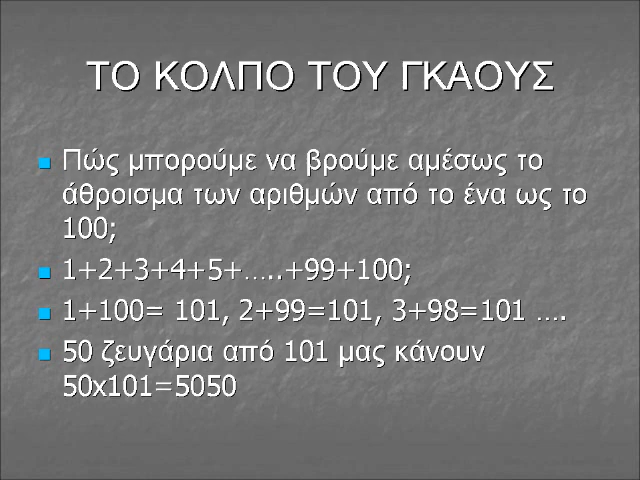 ΤΟ ΚΟΛΠΟ ΤΟΥ ΓΚΑΟΥΣ
Πώς μπορούμε να βρούμε αμέσως το
άθροισμα των αριθμών από το ένα ως το
100;
1+2+3+4+5+…..+99+100;
1+100= 101, 2+99=101, 3+98=101 ….
50 ζευγάρια από 101 μας κάνουν
50x101=5050